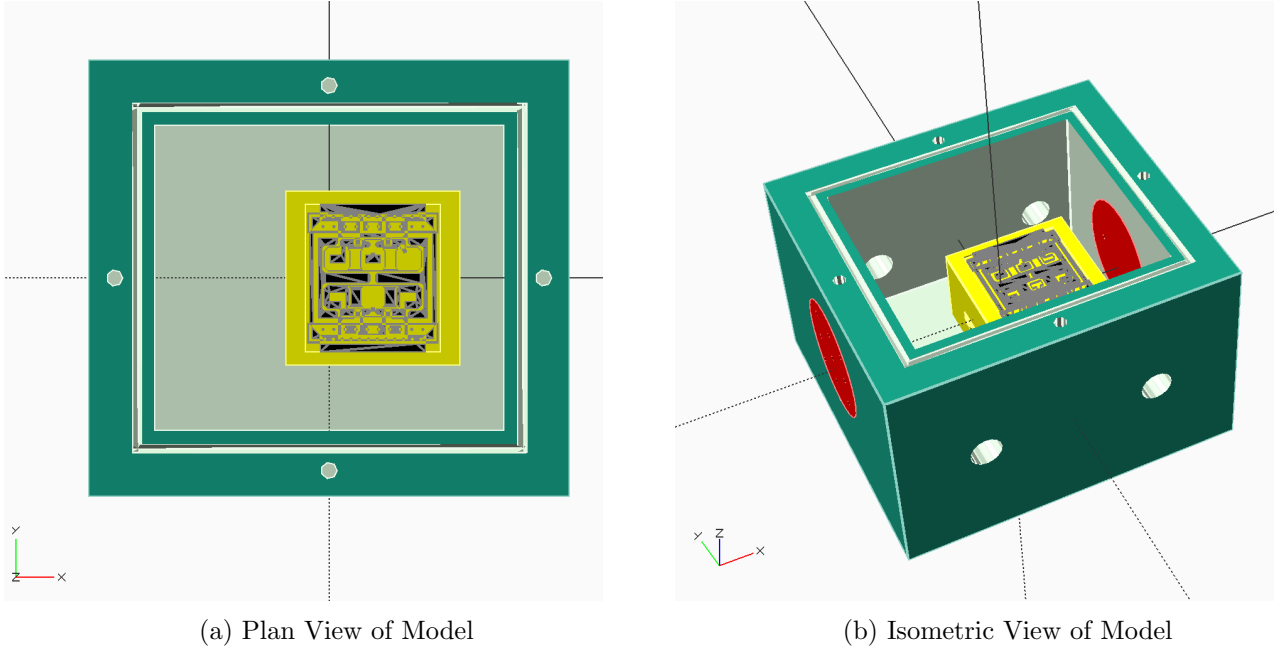 Y
Z X
Y Z X
(a) Plan View of Model
(b) Isometric View of Model